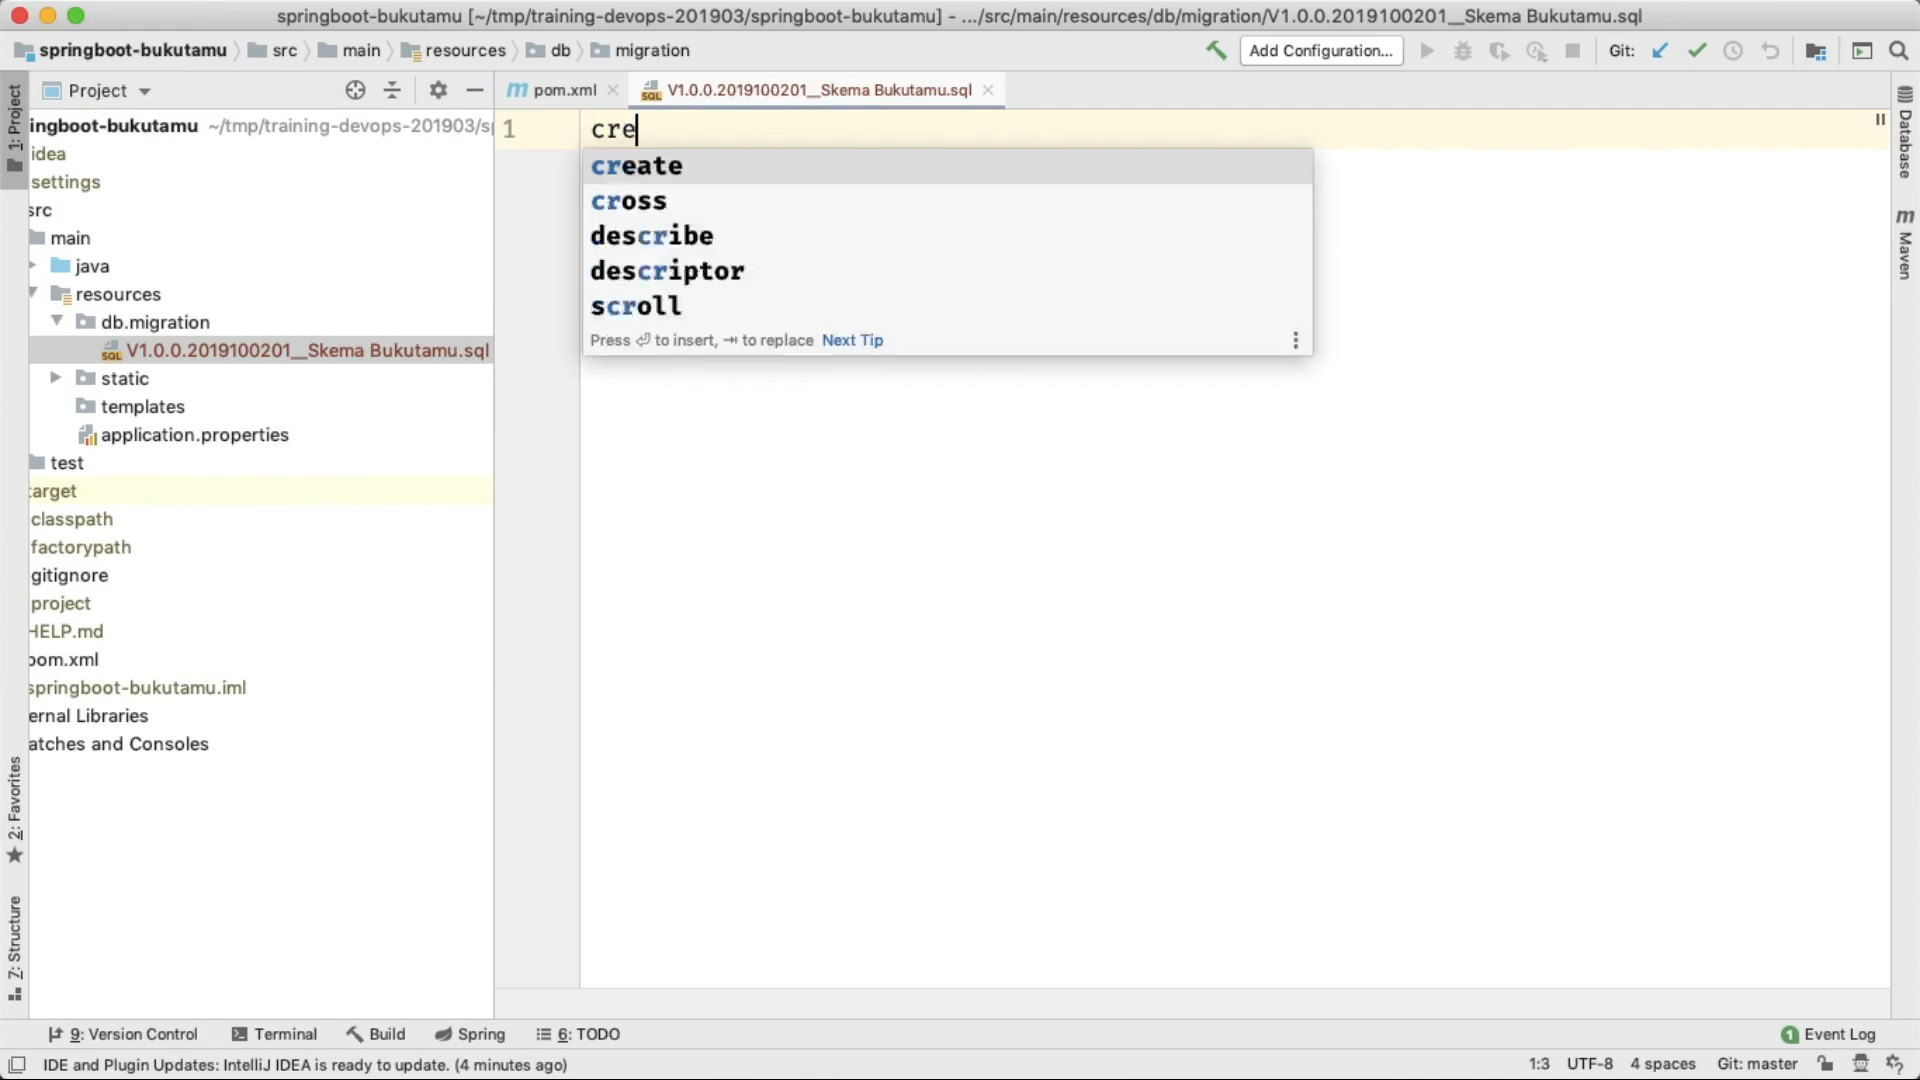 springboot-bukutamu [~/tmp/training-devops-201903/springboot-bukutamu] - .../src/main/resources/db/migration/V1.0.0.2019100201__Skema Bukutamu.sql
springboot-bukutamu src main resources db migration Add Configuration... Git:
Project pom.xml V1.0.0.2019100201__Skema Bukutamu.sql
1: Project
ingboot-bukutamu ~/tmp/training-devops-201903/s
idea
settings
src
main
java
resources
db.migration
V1.0.0.2019100201__Skema Bukutamu.sql
static
templates
application.properties
test
target
classpath
factorypath
gitignore
project
HELP.md
pom.xml
springboot-bukutamu.iml
ernal Libraries
atches and Consoles
2: Favorites
7: Structure
1 cre
create
cross
describe
descriptor
scroll
Press ⏎ to insert, ⇥ to replace Next Tip
Database
Maven
9: Version Control Terminal Build Spring 6: TODO 1 Event Log
IDE and Plugin Updates: IntelliJ IDEA is ready to update. (4 minutes ago) 1:3 UTF-8 4 spaces Git: master